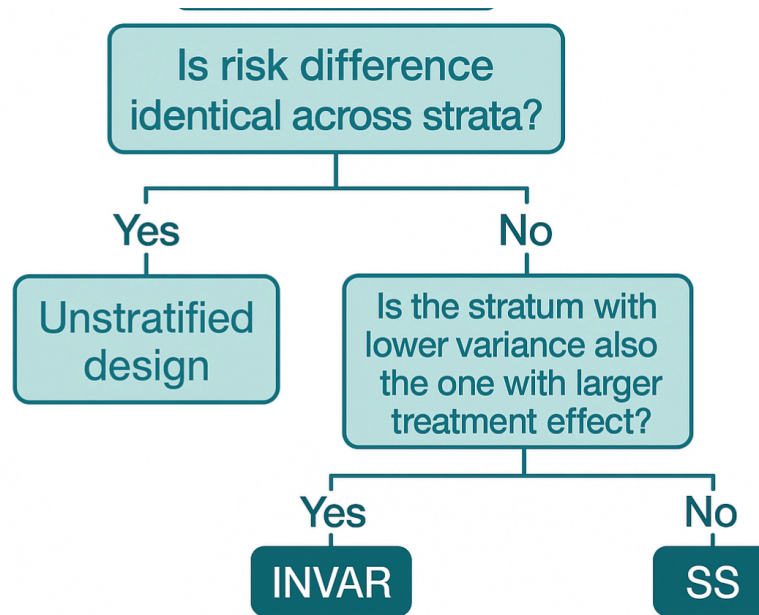 Is risk difference
identical across strata?
Yes
No
Unstratified
design
Is the stratum with
lower variance also
the one with larger
treatment effect?
Yes
No
INVAR
SS